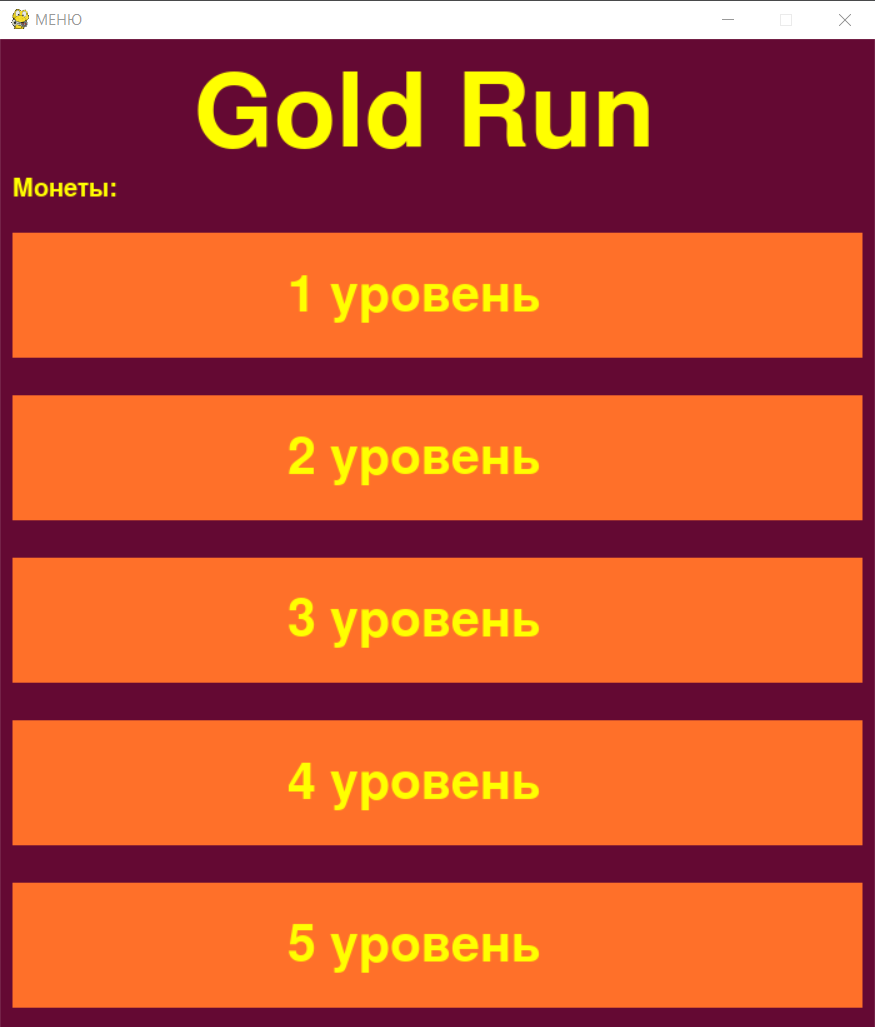 МЕНЮ
Gold Run
Монеты:
1 уровень
2 уровень
3 уровень
4 уровень
5 уровень